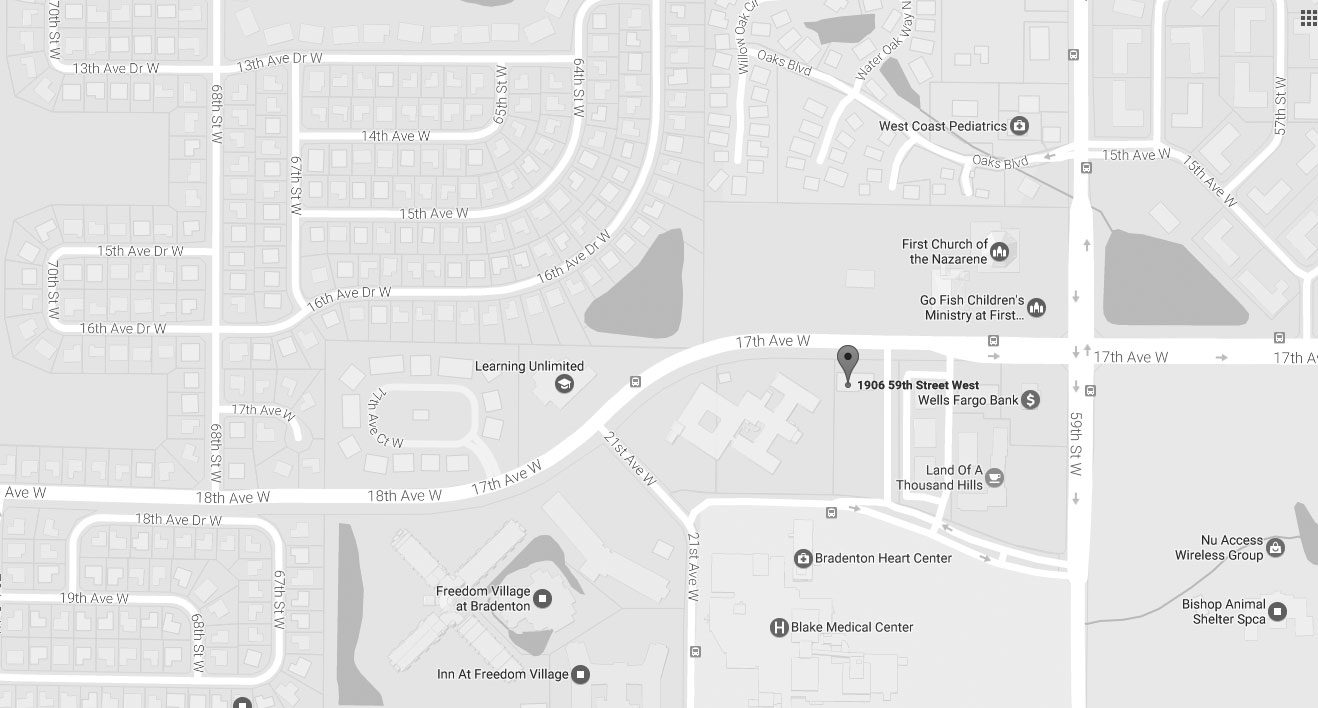 70th St W
13th Ave Dr W
13th Ave Dr W
68th St W
64th St W
65th St W
14th Ave W
67th St W
15th Ave W
15th Ave Dr W
70th St W
16th Ave Dr W
16th Ave Dr W
16th Ave Dr W
Willow Oak Cir
Oaks Blvd
Water Oak Way N
West Coast Pediatrics
Oaks Blvd
15th Ave W
15th Ave W
57th St W
First Church of
the Nazarene
Go Fish Children's
Ministry at First...
17th Ave W
17th Ave W
17th A
Learning Unlimited
1906 59th Street West
Wells Fargo Bank
$
17th Ave Ct W
17th Ave W
68th St W
59th St W
21st Ave W
Land Of A
Thousand Hills
17th Ave W
Ave W
18th Ave W
18th Ave W
18th Ave Dr W
21st Ave W
Bradenton Heart Center
Nu Access
Wireless Group
67th St W
19th Ave W
68th St W
Freedom Village
at Bradenton
H
Blake Medical Center
Bishop Animal
Shelter Spca
Inn At Freedom Village